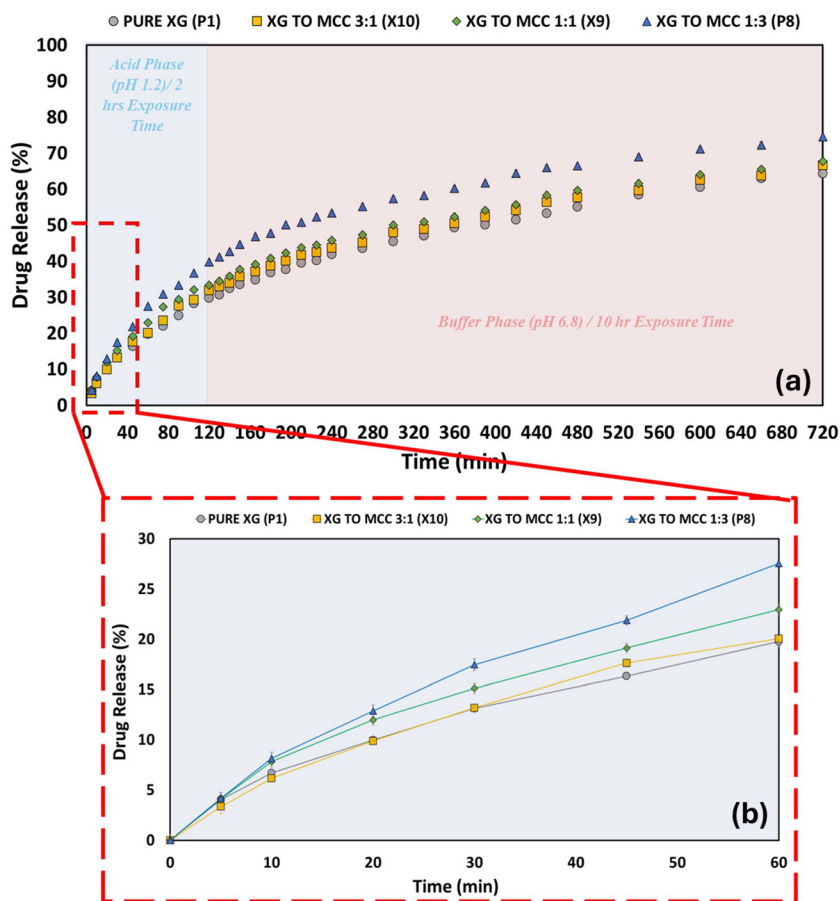 PURE XG (P1) XG TO MCC 3:1 (X10) XG TO MCC 1:1 (X9) XG TO MCC 1:3 (P8)
100
90
80
70
60
50
40
30
20
10
0
Drug Release (%)
Acid Phase
(pH 1.2)/ 2
hrs Exposure
Time
Buffer Phase (pH 6.8) / 10 hr Exposure Time
(a)
0 40 80 120 160 200 240 280 320 360 400 440 480 520 560 600 640 680 720
Time (min)
PURE XG (P1) XG TO MCC 3:1 (X10) XG TO MCC 1:1 (X9) XG TO MCC 1:3 (P8)
30
25
20
15
10
5
0
Drug Release (%)
(b)
0 10 20 30 40 50 60
Time (min)